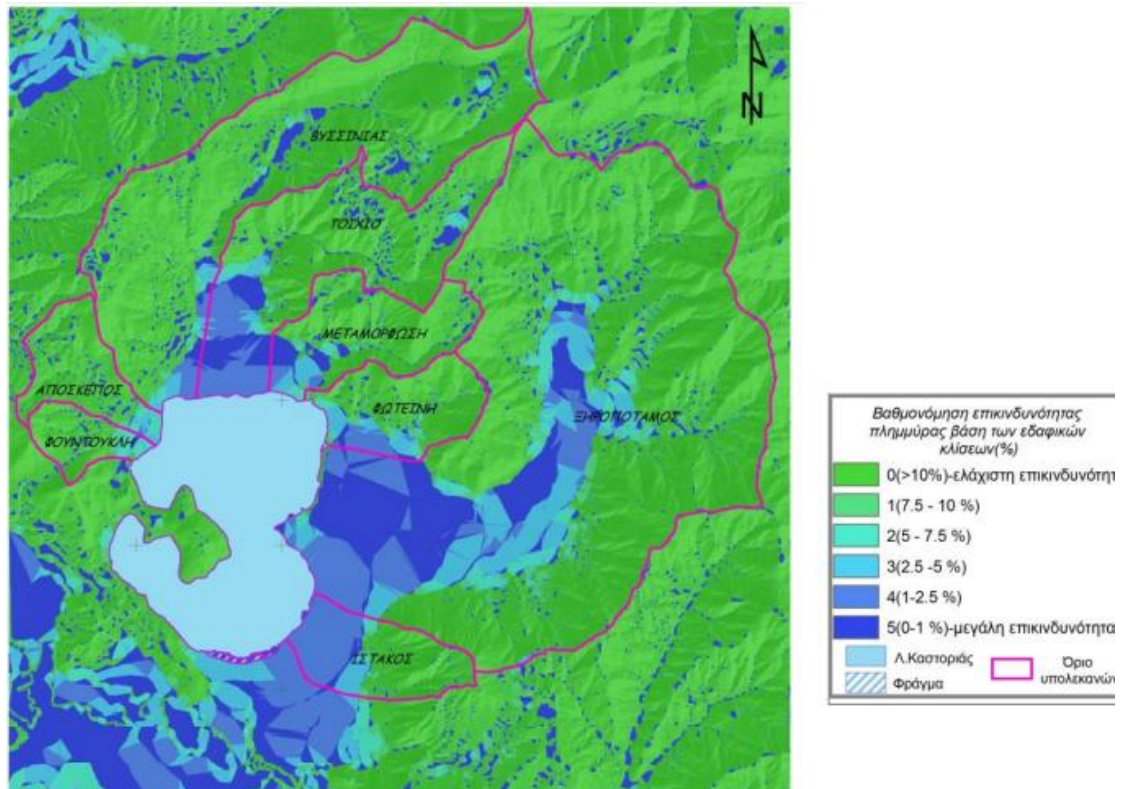 N
ΒΥΣΣΙΝΙΑΣ
ΤΟΙΧΙΟ
ΜΕΤΑΜΟΡΦΩΣΗ
ΑΠΟΣΚΕΠΟΣ
ΦΩΤΕΙΝΗ
ΞΗΡΟΠΟΤΑΜΟΣ
ΦΟΥΝΤΟΥΚΛΗ
ΙΣΤΑΚΟΣ
Βαθμονόμηση επικινδυνότητας
πλημμύρας βάση των εδαφικών
κλίσεων(%)
0(>10%)-ελάχιστη επικινδυνότητ
1(7.5 - 10 %)
2(5 - 7.5 %)
3(2.5 -5 %)
4(1-2.5 %)
5(0-1 %)-μεγάλη επικινδυνότητα
Λ.Καστοριάς
Φράγμα
Όριο
υπολεκανών